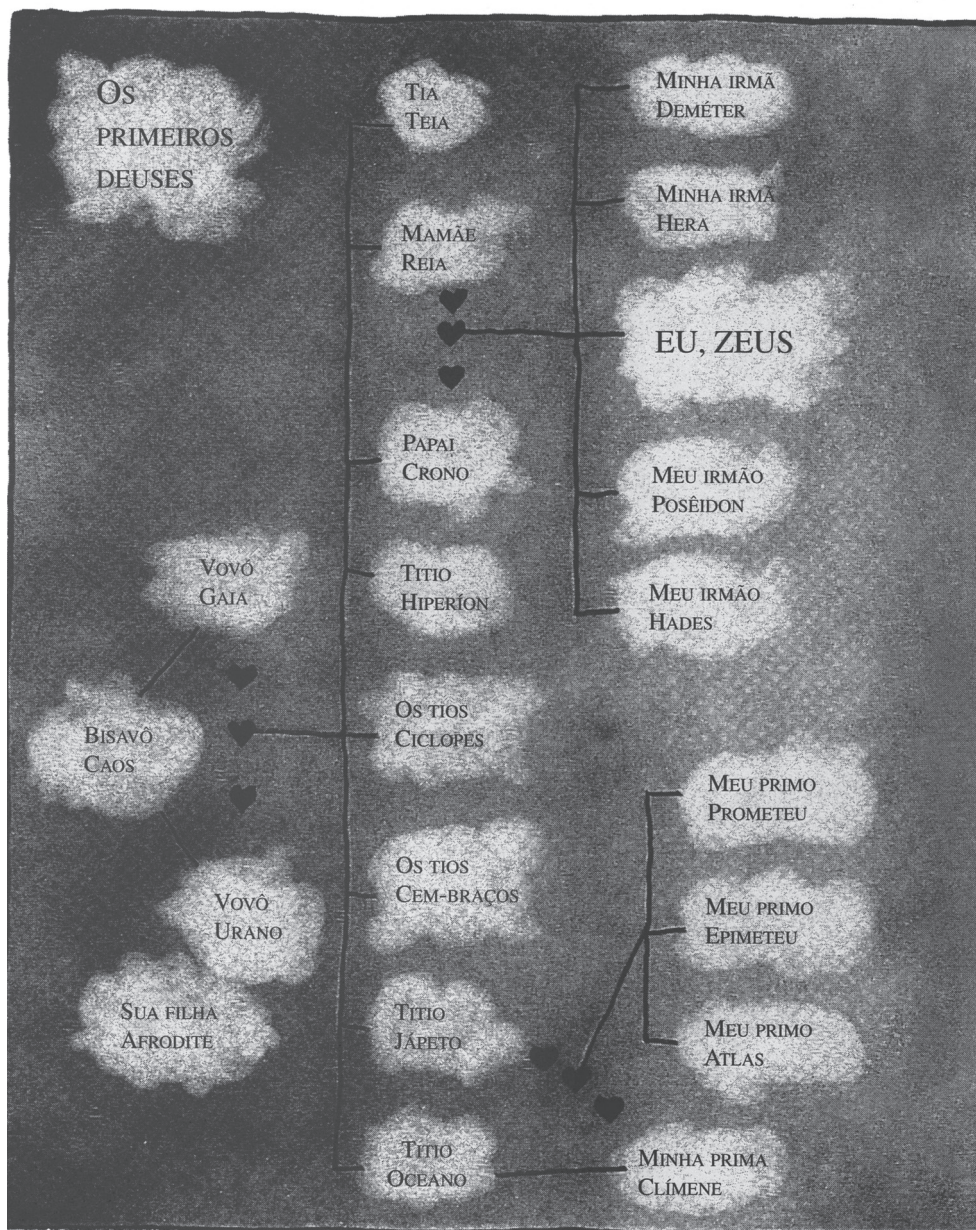 Os
PRIMEIROS
DEUSES
TIA
TEIA
MAMÃE
REIA
PAPAI
CRONO
TITIO
HIPERÍON
OS TIOS
CICLOPES
OS TIOS
CEM-BRAÇOS
TITIO
JÁPETO
TITIO
OCEANO
VOVÓ
GAIA
BISAVÔ
CAOS
VOVÔ
URANO
SUA FILHA
AFRODITE
MINHA IRMÃ
DEMÉTER
MINHA IRMÃ
HERA
EU, ZEUS
MEU IRMÃO
POSÊIDON
MEU IRMÃO
HADES
MEU PRIMO
PROMETEU
MEU PRIMO
EPIMETEU
MEU PRIMO
ATLAS
MINHA PRIMA
CLÍMENE